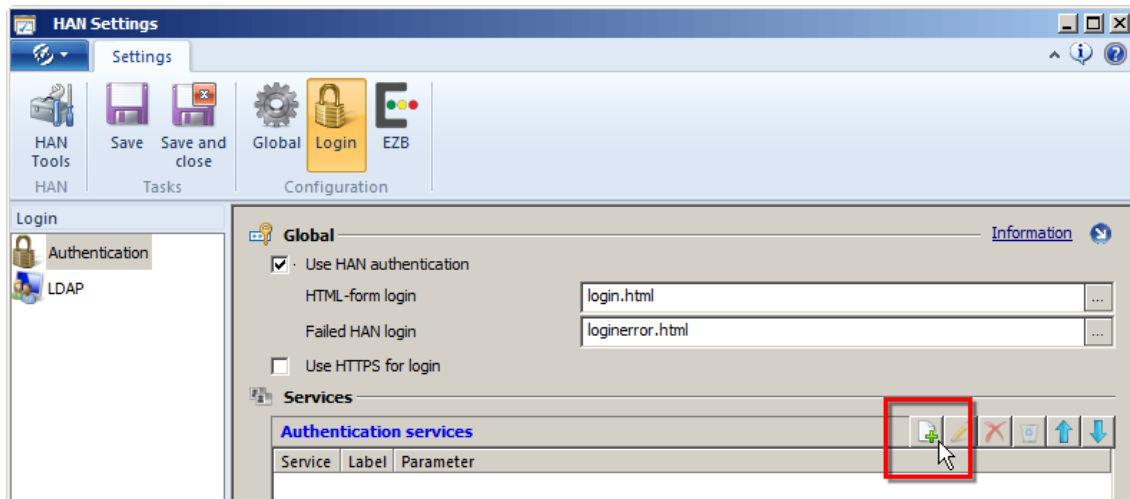 HAN Settings
Settings
HAN Tools
Save
Save and close
Global
Login
EZB
HAN
Tasks
Configuration
Login
Authentication
LDAP
Global
Information
Use HAN authentication
HTML-form login
login.html
...
Failed HAN login
loginerror.html
...
Use HTTPS for login
Services
Authentication services
Service Label Parameter